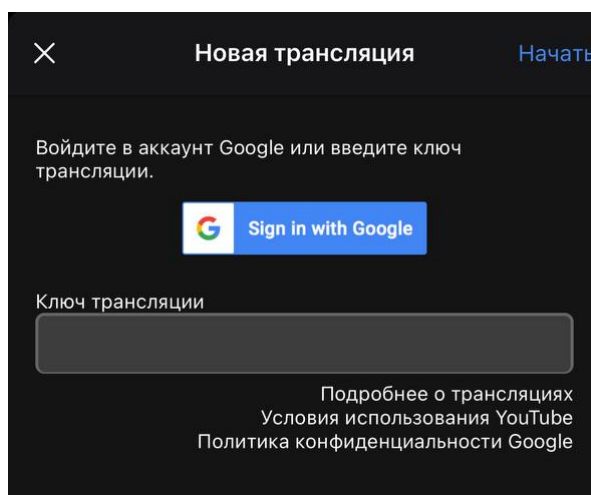 Новая трансляция
Начать
Войдите в аккаунт Google или введите ключ
трансляции.
Sign in with Google
Ключ трансляции
Подробнее о трансляциях
Условия использования YouTube
Политика конфиденциальности Google